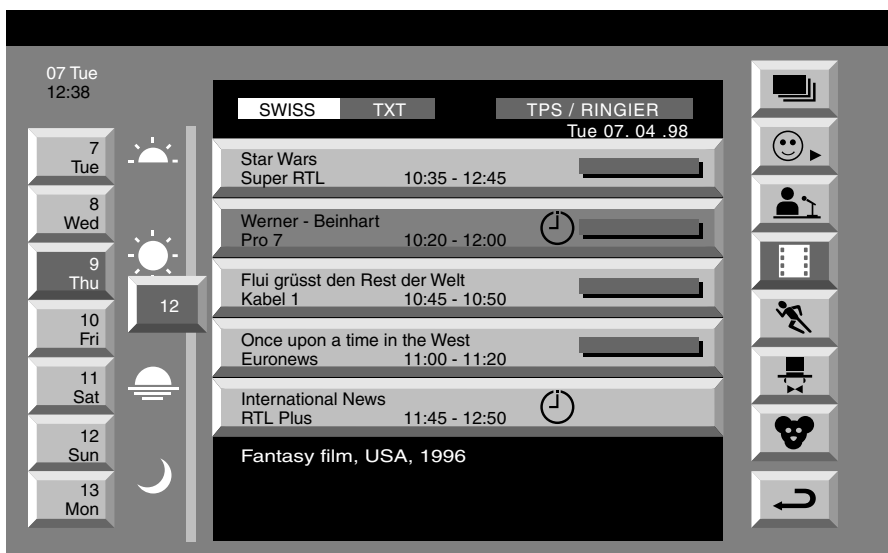 07 Tue
12:38
SWISS TXT TPS / RINGIER
Tue 07. 04 .98
7
Tue
8
Wed
9
Thu
10
Fri
11
Sat
12
Sun
13
Mon
12
Star Wars
Super RTL 10:35 - 12:45
Werner - Beinhart
Pro 7 10:20 - 12:00
Flui grüsst den Rest der Welt
Kabel 1 10:45 - 10:50
Once upon a time in the West
Euronews 11:00 - 11:20
International News
RTL Plus 11:45 - 12:50
Fantasy film, USA, 1996